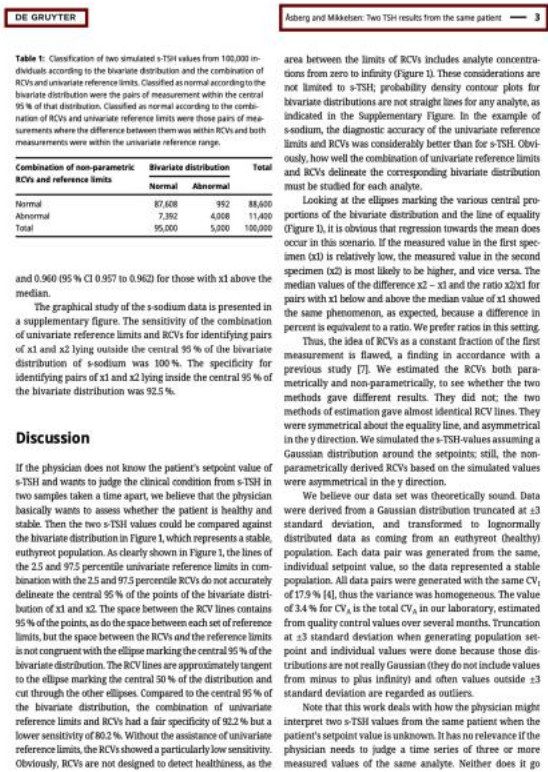 DE GRUYTER
Åsberg and Mikkelsen: Two TSH results from the same patient — 3
Table 1: Classification of two simulated s-TSH values from 100,000 in-
dividuals according to the bivariate distribution and the combination of
RCVs and univariate reference limits. Classified as normal according to the
bivariate distribution were the pairs of measurement within the central
95 % of that distribution. Classified as normal according to the combi-
nation of RCVs and univariate reference limits were those pairs of mea-
surements where the difference between them was within RCVs and both
measurements were within the univariate reference range.
Combination of non-parametric Bivariate distribution Total
RCVs and reference limits
Normal Abnormal
Normal 87,608 992 88,600
Abnormal 7,392 4,008 11,400
Total 95,000 5,000 100,000
and 0.960 (95 % CI 0.957 to 0.962) for those with x1 above the
median.
The graphical study of the s-sodium data is presented in
a supplementary figure. The sensitivity of the combination
of univariate reference limits and RCVs for identifying pairs
of x1 and x2 lying outside the central 95 % of the bivariate
distribution of s-sodium was 100 %. The specificity for
identifying pairs of x1 and x2 lying inside the central 95 % of
the bivariate distribution was 92.5 %.
Discussion
If the physician does not know the patient's setpoint value of
s-TSH and wants to judge the clinical condition from s-TSH in
two samples taken a time apart, we believe that the physician
basically wants to assess whether the patient is healthy and
stable. Then the two s-TSH values could be compared against
the bivariate distribution in Figure 1, which represents a stable,
euthyreot population. As clearly shown in Figure 1, the lines of
the 2.5 and 97.5 percentile univariate reference limits in com-
bination with the 2.5 and 97.5 percentile RCVs do not accurately
delineate the central 95 % of the points of the bivariate distri-
bution of x1 and x2. The space between the RCV lines contains
95 % of the points, as do the space between each set of reference
limits, but the space between the RCVs and the reference limits
is not congruent with the ellipse marking the central 95 % of the
bivariate distribution. The RCV lines are approximately tangent
to the ellipse marking the central 50 % of the distribution and
cut through the other ellipses. Compared to the central 95 % of
the bivariate distribution, the combination of univariate
reference limits and RCVs had a fair specificity of 92.2 % but a
lower sensitivity of 80.2 %. Without the assistance of univariate
reference limits, the RCVs showed a particularly low sensitivity.
Obviously, RCVs are not designed to detect healthiness, as the
area between the limits of RCVs includes analyte concentra-
tions from zero to infinity (Figure 1). These considerations are
not limited to s-TSH; probability density contour plots for
bivariate distributions are not straight lines for any analyte, as
indicated in the Supplementary Figure. In the example of
s-sodium, the diagnostic accuracy of the univariate reference
limits and RCVs was considerably better than for s-TSH. Obvi-
ously, how well the combination of univariate reference limits
and RCVs delineate the corresponding bivariate distribution
must be studied for each analyte.
Looking at the ellipses marking the various central pro-
portions of the bivariate distribution and the line of equality
(Figure 1), it is obvious that regression towards the mean does
occur in this scenario. If the measured value in the first spec-
imen (x1) is relatively low, the measured value in the second
specimen (x2) is most likely to be higher, and vice versa. The
median values of the difference x2 − x1 and the ratio x2/x1 for
pairs with x1 below and above the median value of x1 showed
the same phenomenon, as expected, because a difference in
percent is equivalent to a ratio. We prefer ratios in this setting.
Thus, the idea of RCVs as a constant fraction of the first
measurement is flawed, a finding in accordance with a
previous study [7]. We estimated the RCVs both para-
metrically and non-parametrically, to see whether the two
methods gave different results. They did not; the two
methods of estimation gave almost identical RCV lines. They
were symmetrical about the equality line, and asymmetrical
in the y direction. We simulated the s-TSH-values assuming a
Gaussian distribution around the setpoints; still, the non-
parametrically derived RCVs based on the simulated values
were asymmetrical in the y direction.
We believe our data set was theoretically sound. Data
were derived from a Gaussian distribution truncated at ±3
standard deviation, and transformed to lognormally
distributed data as coming from an euthyreot (healthy)
population. Each data pair was generated from the same,
individual setpoint value, so the data represented a stable
population. All data pairs were generated with the same CVI
of 17.9 % [4], thus the variance was homogeneous. The value
of 3.4 % for CVA is the total CVA in our laboratory, estimated
from quality control values over several months. Truncation
at ±3 standard deviation when generating population set-
point and individual values were done because those dis-
tributions are not really Gaussian (they do not include values
from minus to plus infinity) and often values outside ±3
standard deviation are regarded as outliers.
Note that this work deals with how the physician might
interpret two s-TSH values from the same patient when the
patient's setpoint value is unknown. It has no relevance if the
physician needs to judge a time series of three or more
measured values of the same analyte. Neither does it go